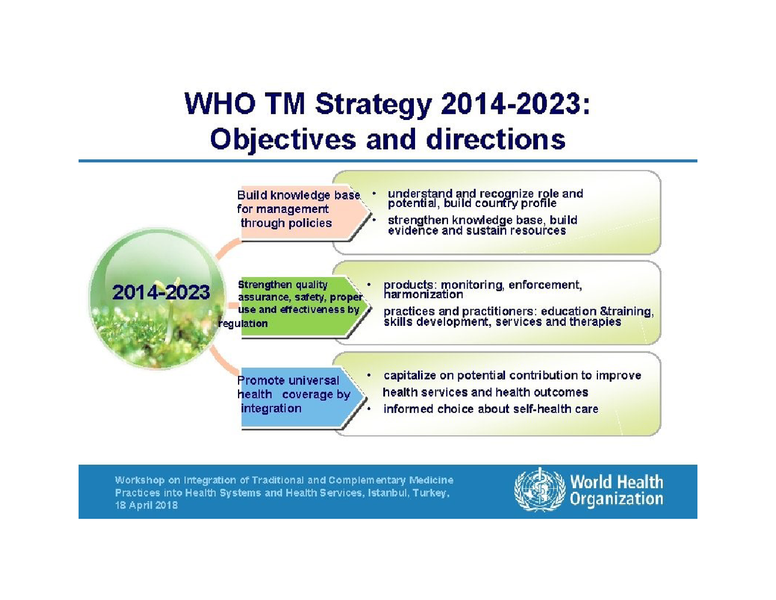 WHO TM Strategy 2014-2023:
Objectives and directions
2014-2023
Build knowledge base
for management
through policies
• understand and recognize role and
potential, build country profile
• strengthen knowledge base, build
evidence and sustain resources
Strengthen quality
assurance, safety, proper
use and effectiveness by
regulation
• products: monitoring, enforcement,
harmonization
• practices and practitioners: education &training,
skills development, services and therapies
Promote universal
health coverage by
integration
• capitalize on potential contribution to improve
health services and health outcomes
• informed choice about self-health care
Workshop on Integration of Traditional and Complementary Medicine
Practices into Health Systems and Health Services, Istanbul, Turkey,
18 April 2018
World Health
Organization